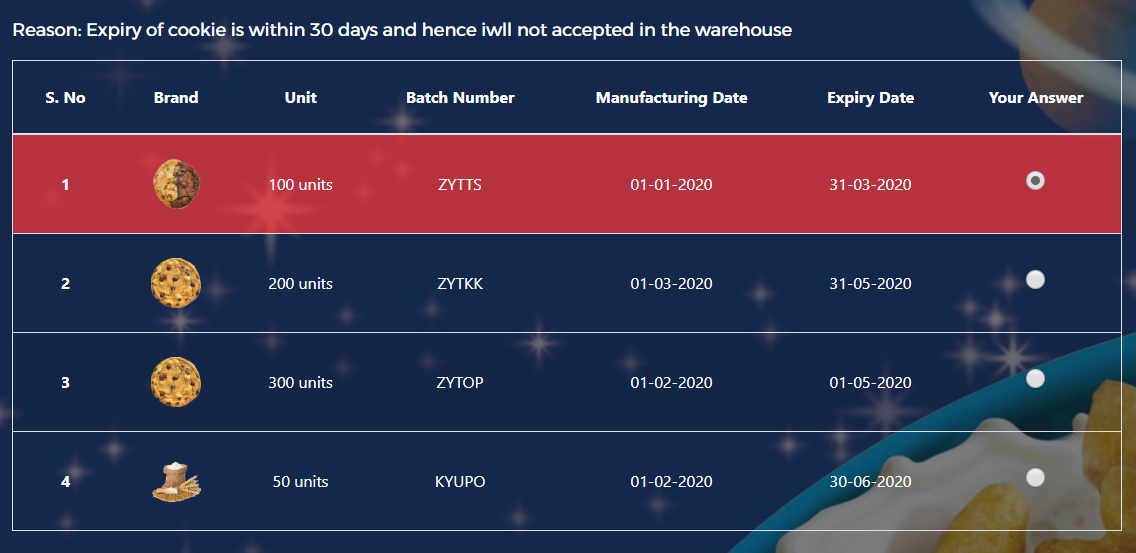 Reason: Expiry of cookie is within 30 days and hence iwll not accepted in the warehouse
S. No Brand Unit Batch Number Manufacturing Date Expiry Date Your Answer
1 100 units ZYTTS 01-01-2020 31-03-2020
2 200 units ZYTKK 01-03-2020 31-05-2020
3 300 units ZYTOP 01-02-2020 01-05-2020
4 50 units KYUPO 01-02-2020 30-06-2020